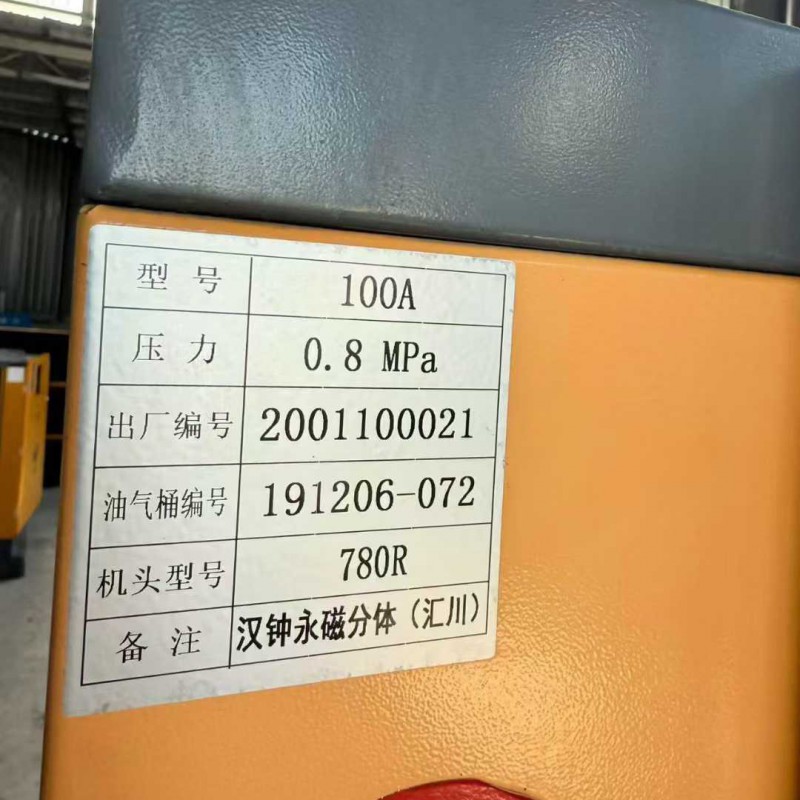 型号 100A
压力 0.8 MPa
出厂编号 2001100021
油气桶编号 191206-072
机头型号 780R
备注 汉钟永磁分体（汇川）